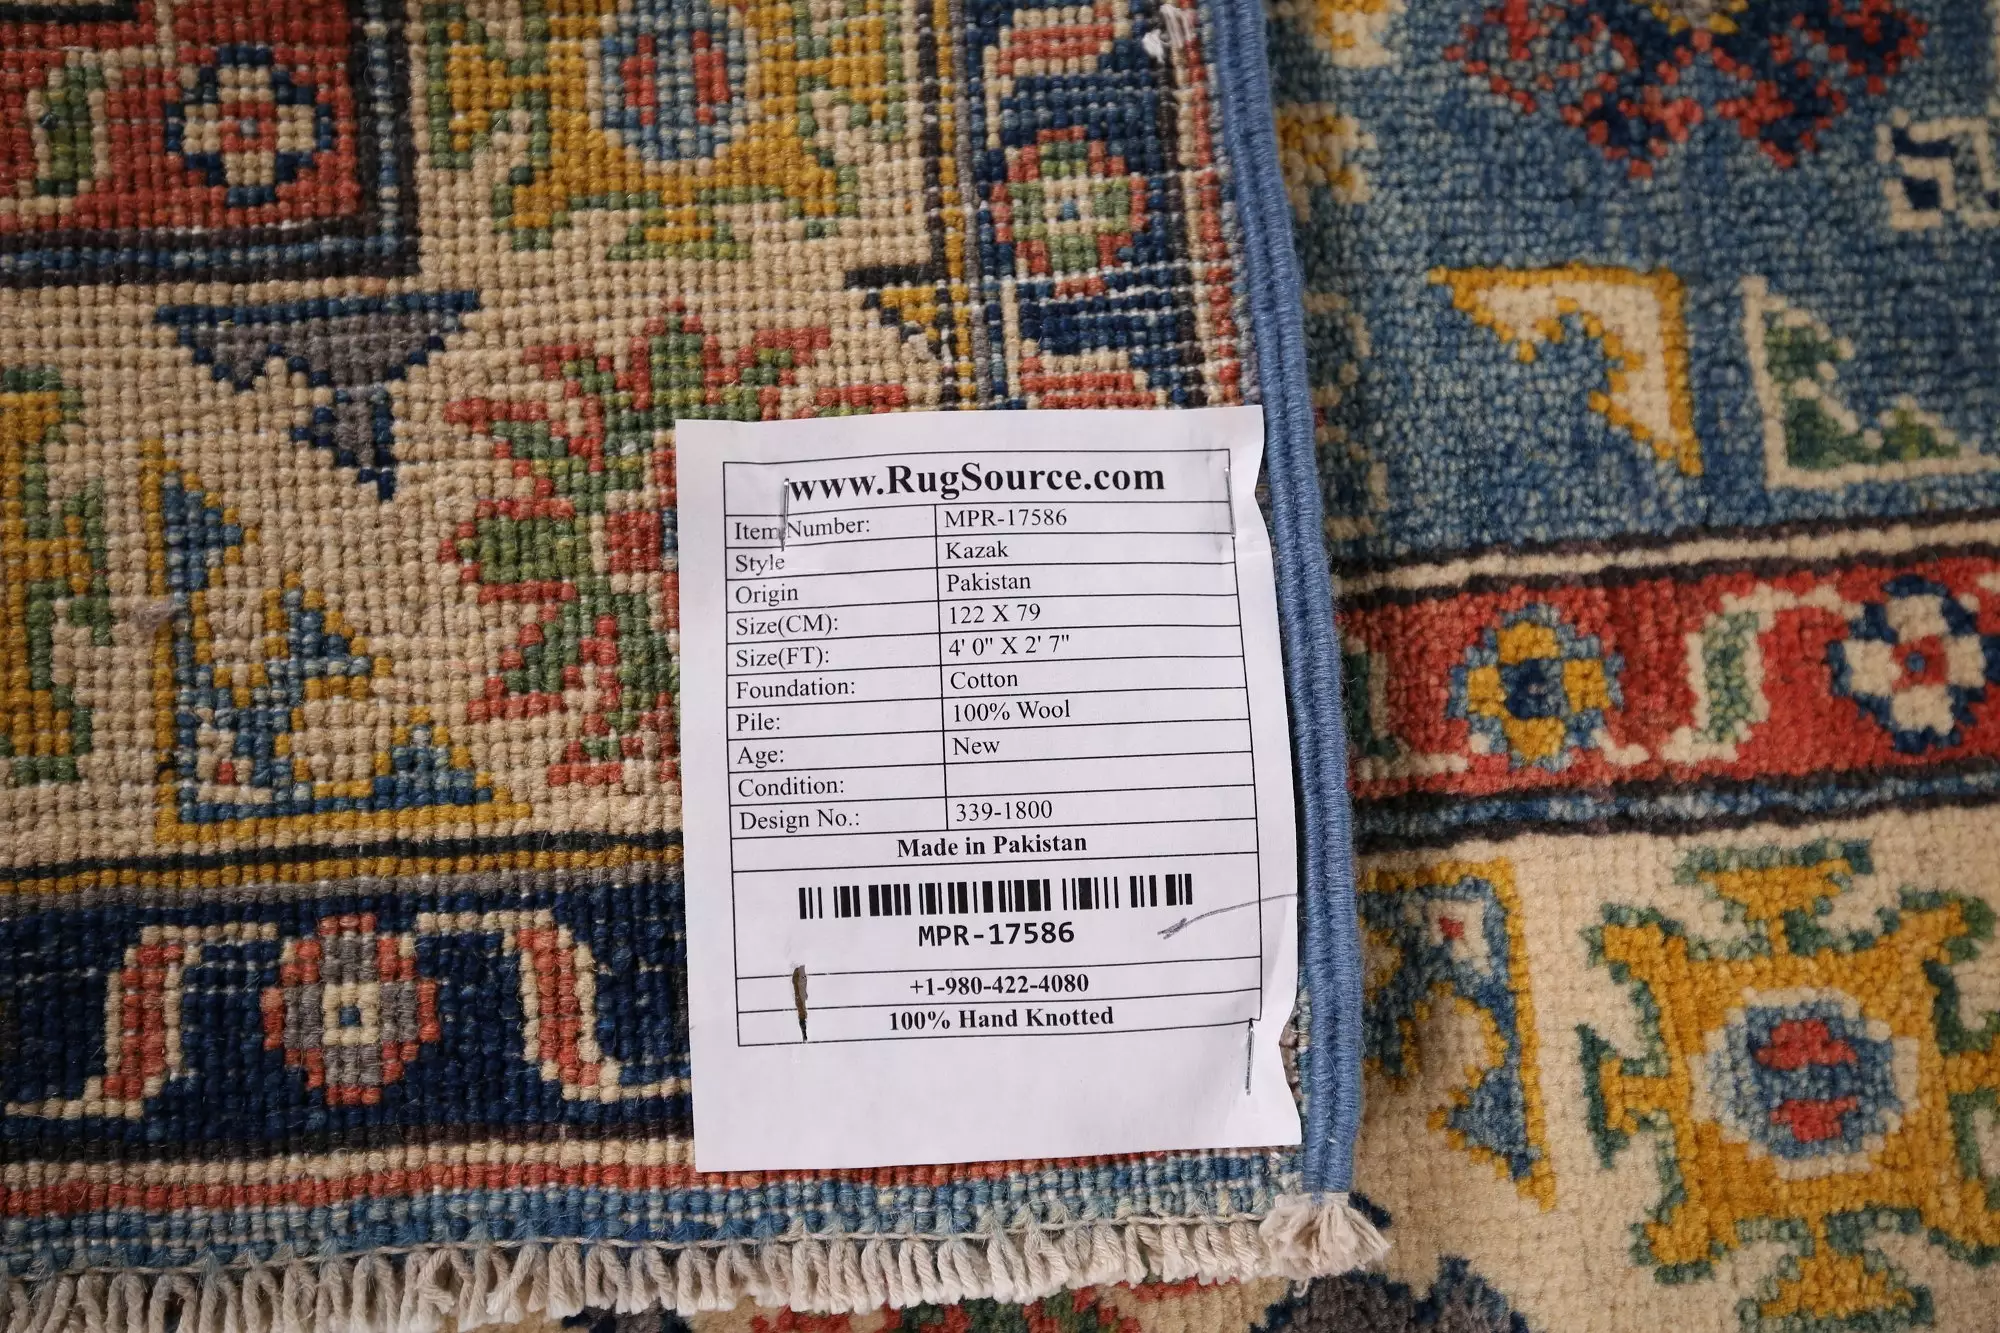 www.RugSource.com
Item Number: MPR-17586
Style Kazak
Origin Pakistan
Size(CM): 122 X 79
Size(FT): 4' 0" X 2' 7"
Foundation: Cotton
Pile: 100% Wool
Age: New
Condition:
Design No.: 339-1800
Made in Pakistan
MPR-17586
+1-980-422-4080
100% Hand Knotted